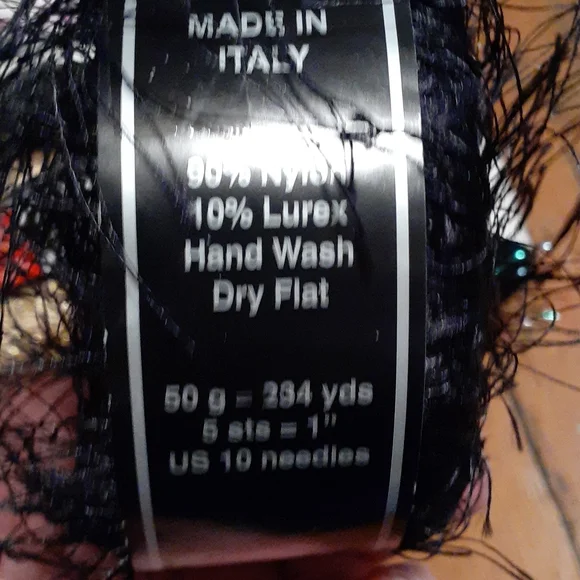 MADE IN
ITALY
90% Nylon
10% Lurex
Hand Wash
Dry Flat
50 g = 294 yds
5 sts = 1"
US 10 needles